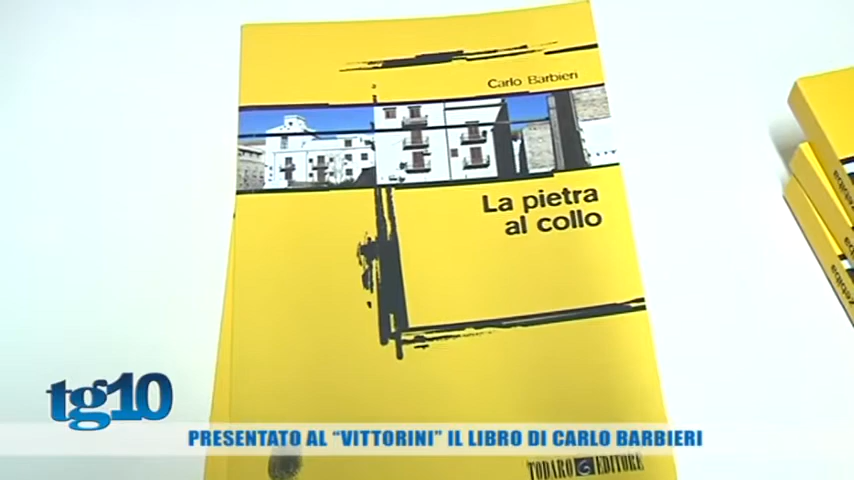 Carlo Barbieri
La pietra
al collo
tg10
PRESENTATO AL “VITTORINI” IL LIBRO DI CARLO BARBIERI
TODARO EDITORE